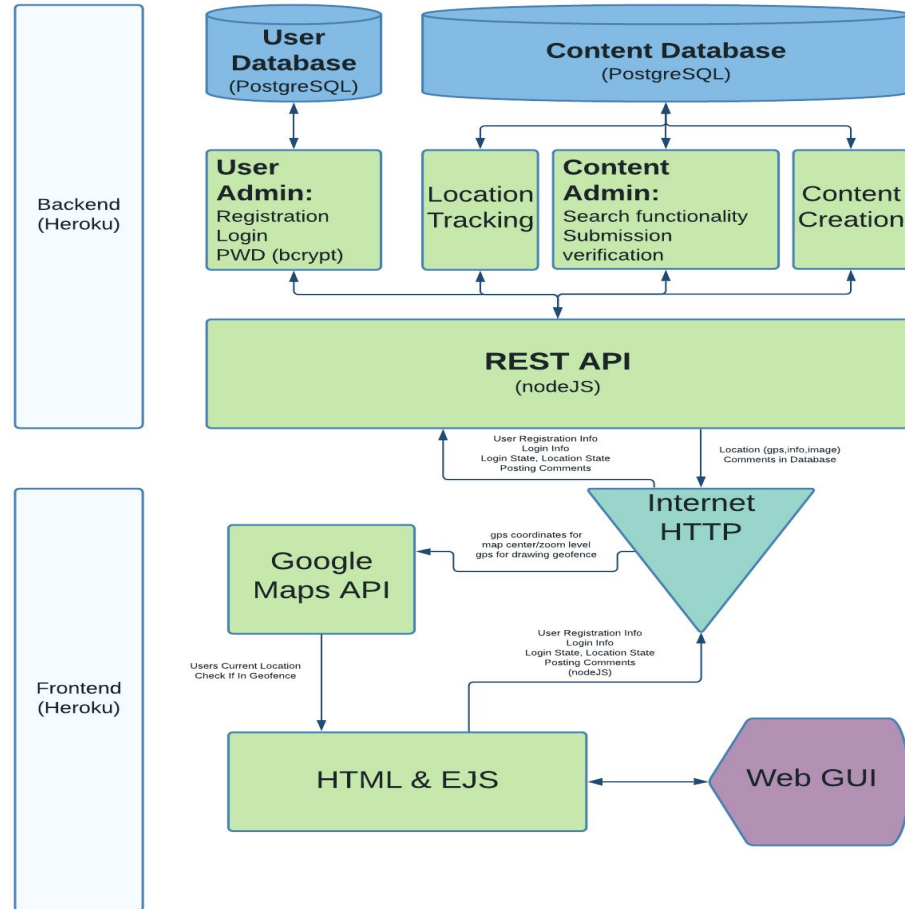 User
Database
(PostgreSQL)
Content Database
(PostgreSQL)
Backend
(Heroku)
User
Admin:
Registration
Login
PWD (bcrypt)
Location
Tracking
Content
Admin:
Search functionality
Submission
verification
Content
Creation
REST API
(nodeJS)
User Registration Info
Login Info
Login State, Location State
Posting Comments
Location (gps,info,image)
Comments in Database
Internet
HTTP
gps coordinates for
map center/zoom level
gps for drawing geofence
Google
Maps API
User Registration Info
Login Info
Login State, Location State
Posting Comments
(nodeJS)
Users Current Location
Check If In Geofence
Frontend
(Heroku)
HTML & EJS
Web GUI